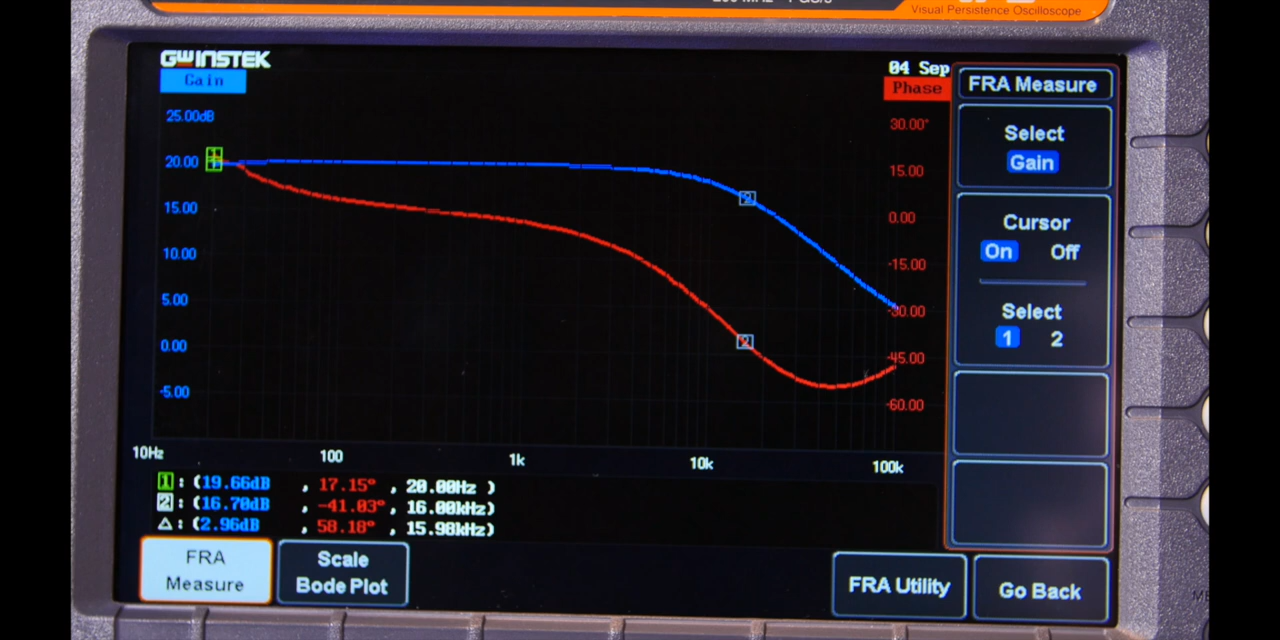 Visual Persistence Oscilloscope
GWINSTEK
Gain
04 Sep
Phase
25.00dB
20.00
15.00
10.00
5.00
0.00
-5.00
1
2
2
30.00°
15.00
0.00
-15.00
-30.00
-45.00
-60.00
10Hz 100 1k 10k 100k
1 : (19.66dB , 17.15° , 20.00Hz )
2 : (16.70dB , -41.03° , 16.00kHz)
△ : (2.96dB , 58.18° , 15.98kHz)
FRA Measure
Select
Gain
Cursor
On Off
Select
1 2
FRA
Measure
Scale
Bode Plot
FRA Utility
Go Back